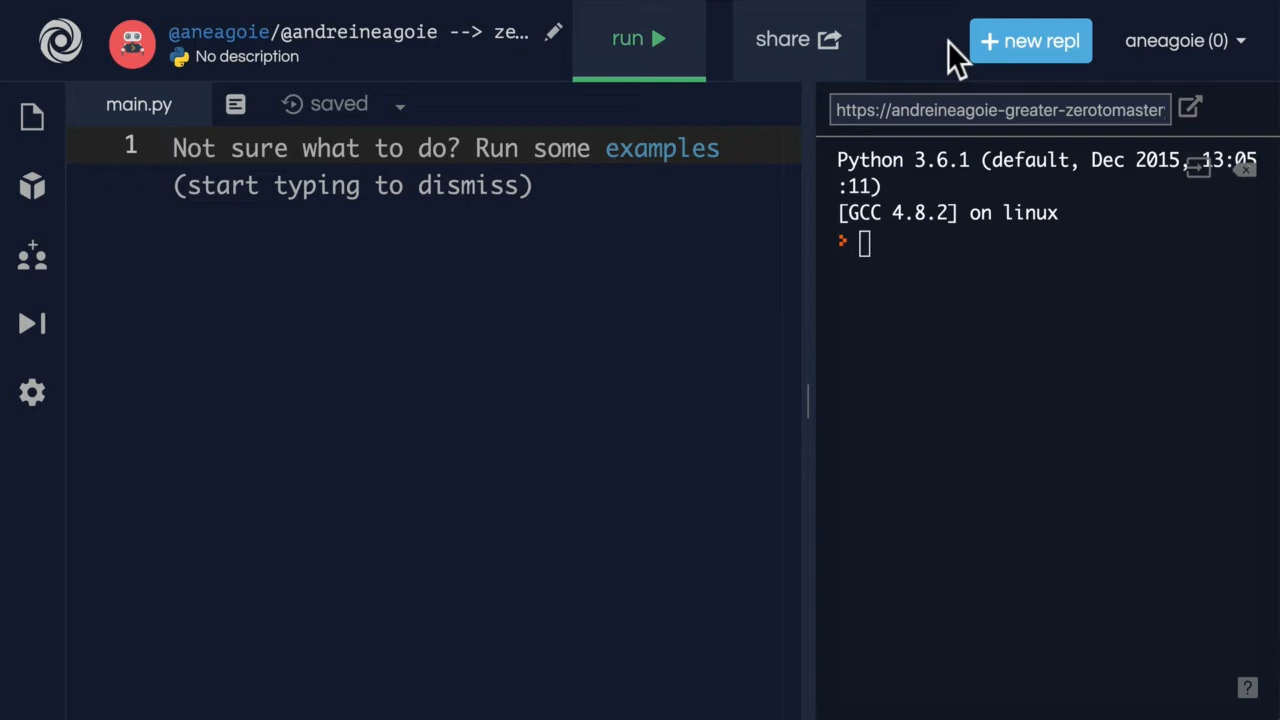 @aneagoie/@andreineagoie --> ze...
No description
run
share
+ new repl
aneagoie (0)
main.py
saved
https://andreineagoie-greater-zerotomaster
1
Not sure what to do? Run some examples
(start typing to dismiss)
Python 3.6.1 (default, Dec 2015, 13:05
:11)
[GCC 4.8.2] on linux
?